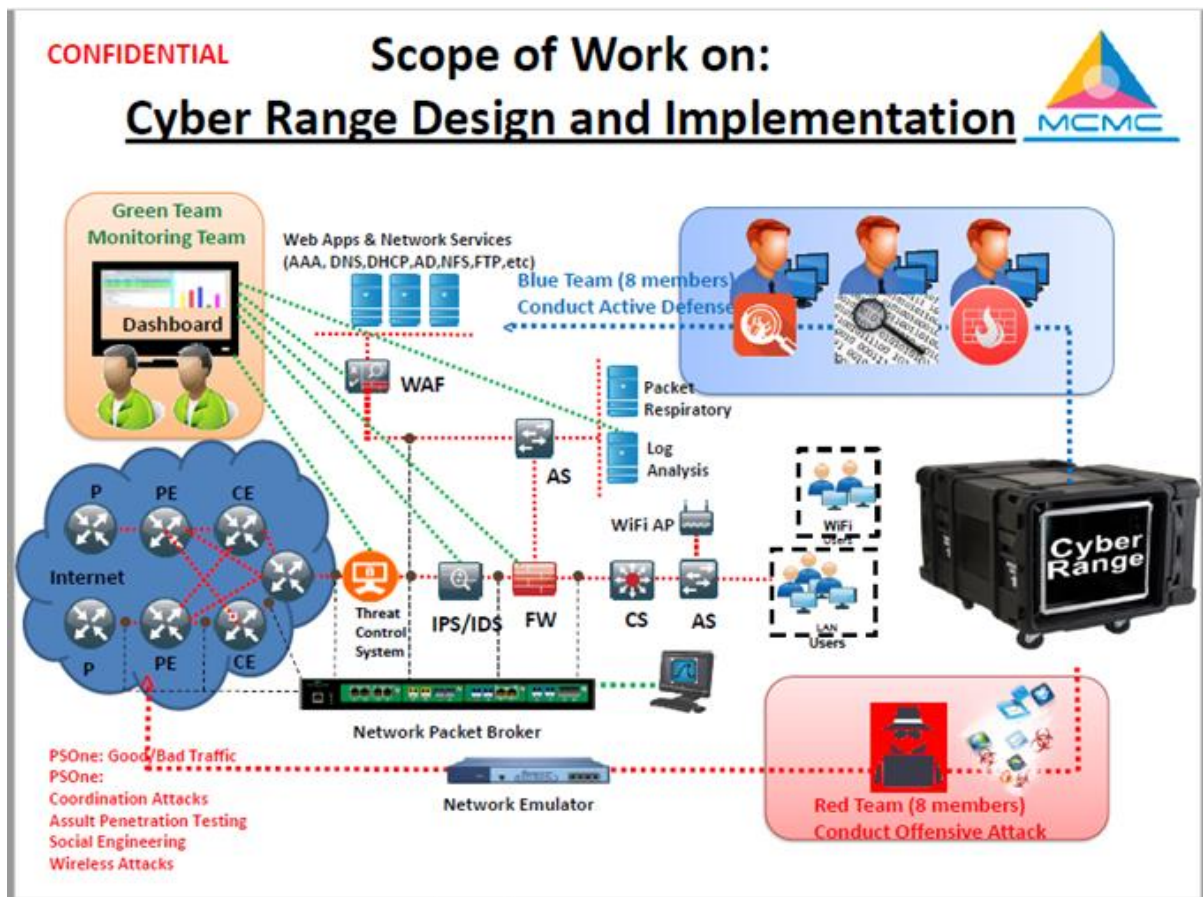 CONFIDENTIAL
Scope of Work on:
Cyber Range Design and Implementation
MCMC
Green Team
Monitoring Team
Dashboard
Web Apps & Network Services
(AAA, DNS,DHCP,AD,NFS,FTP,etc)
Blue Team (8 members)
Conduct Active Defense
WAF
Packet
Respiratory
AS
Log
Analysis
WiFi AP
WiFi
Users
Cyber
Range
P
PE
CE
Internet
P
PE
CE
Threat
Control
System
IPS/IDS
FW
CS
AS
LAN
Users
Network Packet Broker
PSOne: Good/Bad Traffic
PSOne:
Coordination Attacks
Assult Penetration Testing
Social Engineering
Wireless Attacks
Network Emulator
Red Team (8 members)
Conduct Offensive Attack